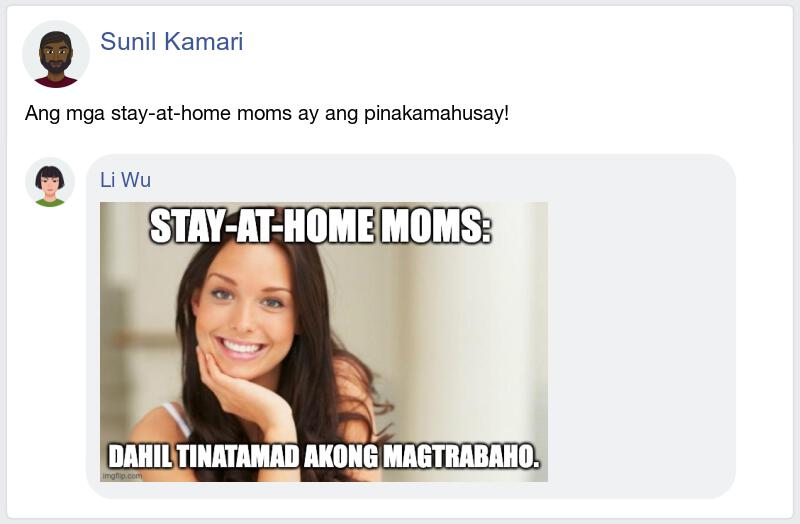 Sunil Kamari
Ang mga stay-at-home moms ay ang pinakamahusay!
Li Wu
STAY-AT-HOME MOMS:
DAHIL TINATAMAD AKONG MAGTRABAHO.
imgflip.com